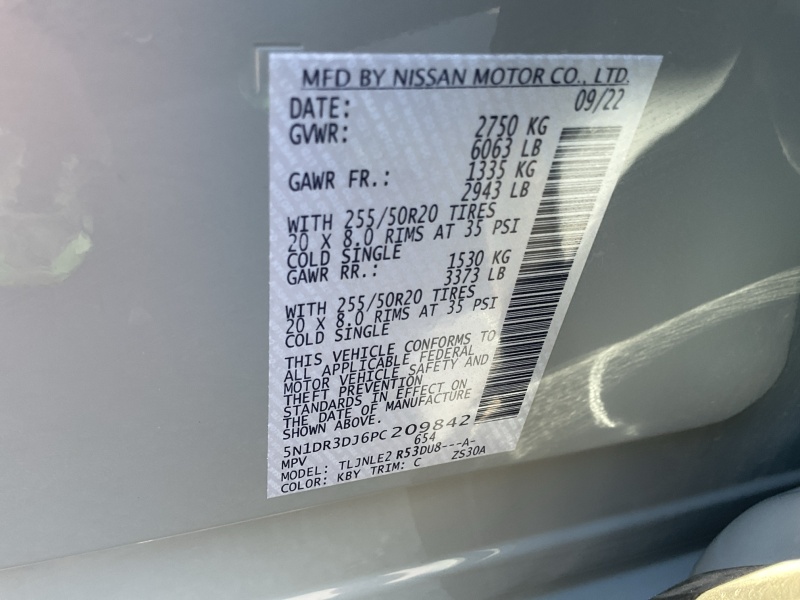 MFD BY NISSAN MOTOR CO., LTD.
DATE: 09/22
GVWR: 2750 KG
6063 LB
GAWR FR.: 1335 KG
2943 LB
WITH 255/50R20 TIRES
20 X 8.0 RIMS AT 35 PSI
COLD SINGLE
GAWR RR.: 1530 KG
3373 LB
WITH 255/50R20 TIRES
20 X 8.0 RIMS AT 35 PSI
COLD SINGLE
THIS VEHICLE CONFORMS TO
ALL APPLICABLE FEDERAL
MOTOR VEHICLE SAFETY AND
THEFT PREVENTION
STANDARDS IN EFFECT ON
THE DATE OF MANUFACTURE
SHOWN ABOVE.
5N1DR3DJ6PC209842
MPV 654
MODEL: TLJNLE2 R53DU8---A-
COLOR: KBY TRIM: C ZS30A